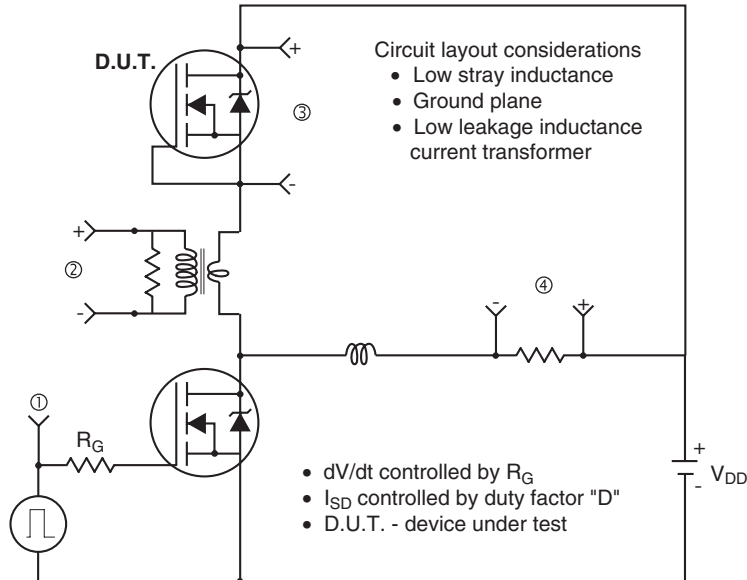 D.U.T.
+
③
-
Circuit layout considerations
• Low stray inductance
• Ground plane
• Low leakage inductance
current transformer
+
②
-
④
-
+
①
R_G
+
V_DD
-
• dV/dt controlled by R_G
• I_SD controlled by duty factor "D"
• D.U.T. - device under test